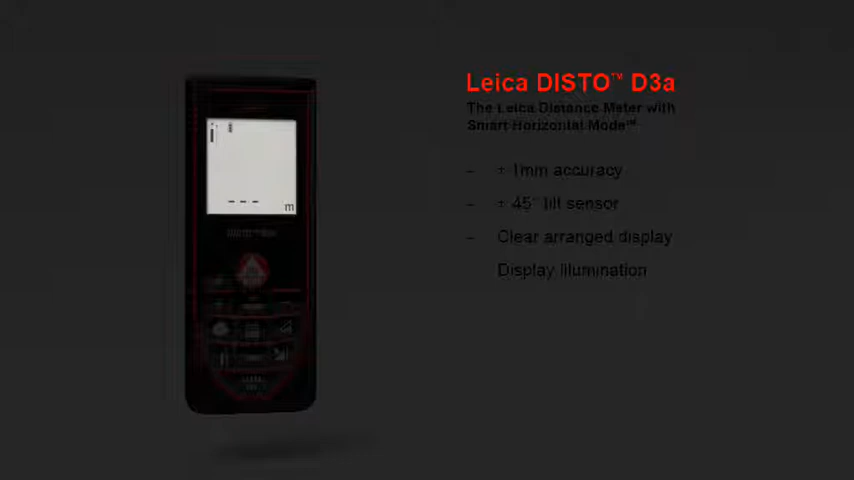 Leica DISTO™ D3a
The Leica Distance Meter with
Smart Horizontal Mode™
- ± 1mm accuracy
- ± 45° tilt sensor
- Clear arranged display
Display illumination
- - -
m